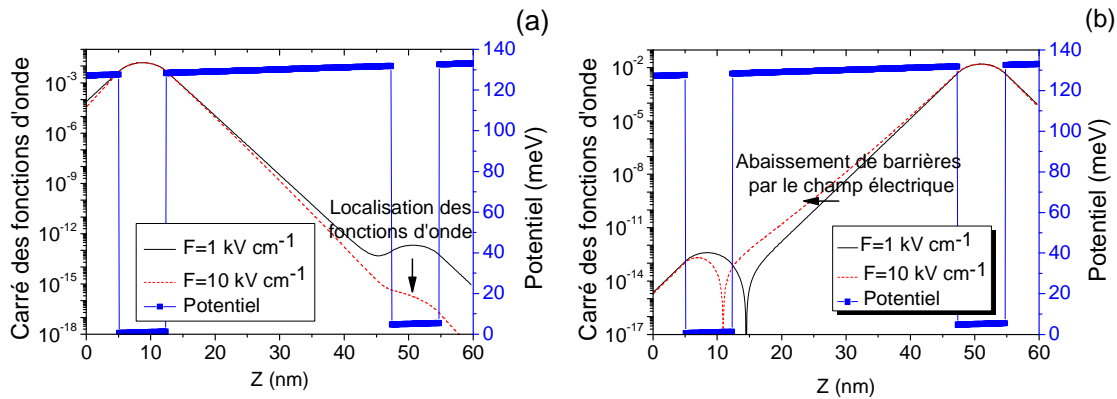 (a)
Carré des fonctions d'onde
10^-3
10^-6
10^-9
10^-12
10^-15
10^-18
0 10 20 30 40 50 60
Z (nm)
140
120
100
80
60
40
20
0
Potentiel (meV)
Localisation des
fonctions d'onde
F=1 kV cm^-1
F=10 kV cm^-1
Potentiel
(b)
Carré des fonctions d'onde
10^-2
10^-5
10^-8
10^-11
10^-14
10^-17
0 10 20 30 40 50 60
Z (nm)
140
120
100
80
60
40
20
0
Potentiel (meV)
Abaissement de barrières
par le champ électrique
F=1 kV cm^-1
F=10 kV cm^-1
Potentiel